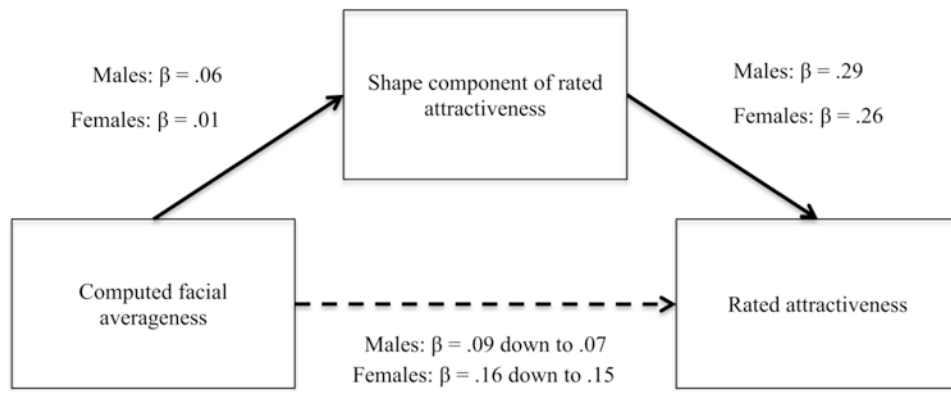 Males: β = .06
Females: β = .01
Shape component of rated
attractiveness
Males: β = .29
Females: β = .26
Computed facial
averageness
Males: β = .09 down to .07
Females: β = .16 down to .15
Rated attractiveness